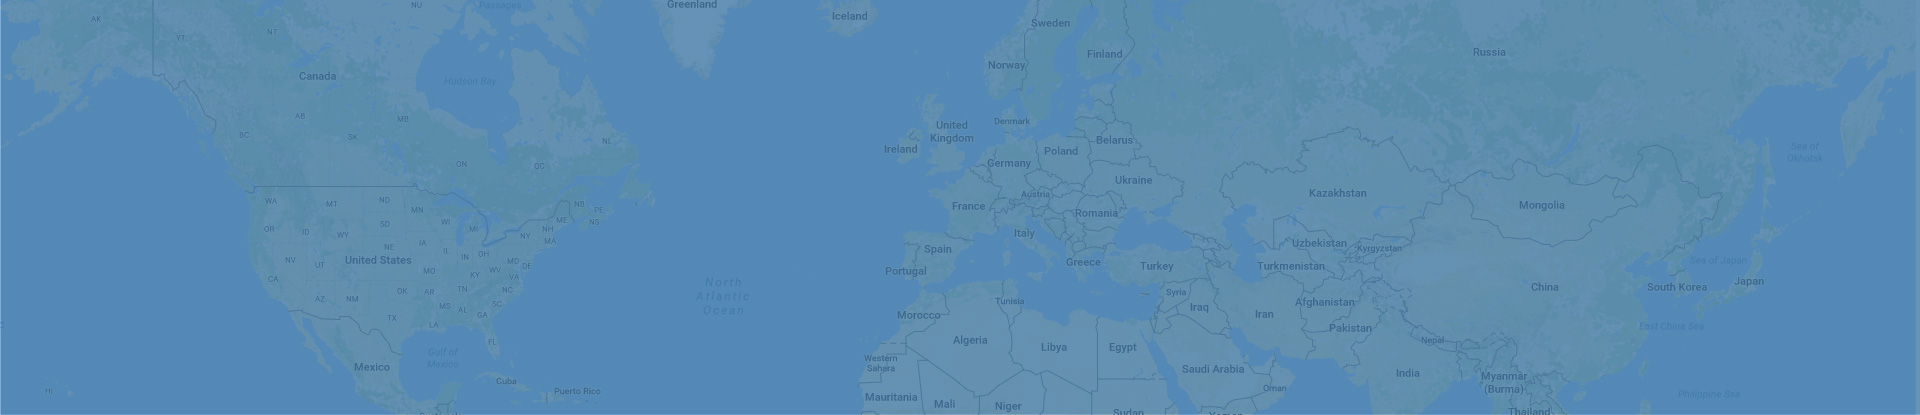 NU
Passages
Greenland
Iceland
AK
YT
NT
Sweden
Finland
Norway
Russia
Canada
Hudson Bay
AB
MB
BC
SK
ON
QC
NL
Denmark
United
Kingdom
Ireland
Belarus
Poland
Germany
Sea of
Okhotsk
Ukraine
Austria
Kazakhstan
France
Romania
Mongolia
WA
MT
ND
MN
NB
PE
NS
ME
OR
ID
WY
SD
WI
MI
NH
MA
NY
Italy
Spain
Uzbekistan
Kyrgyzstan
NV
UT
NE
IA
IL
IN
OH
MD
DE
United States
MO
KY
WV
VA
Greece
Turkey
Turkmenistan
Portugal
Sea of Japan
South Korea
Japan
China
CA
AZ
NM
OK
AR
TN
NC
SC
MS
AL
GA
TX
LA
North
Atlantic
Ocean
Tunisia
Syria
Iraq
Iran
Afghanistan
Morocco
Pakistan
East China Sea
FL
Algeria
Libya
Egypt
Nepal
Gulf of
Mexico
Mexico
Western
Sahara
Saudi Arabia
India
Myanmar
(Burma)
Oman
Cuba
Puerto Rico
HI
Mauritania
Mali
Niger
Sudan
Yemen
Thailand
Philippine Sea